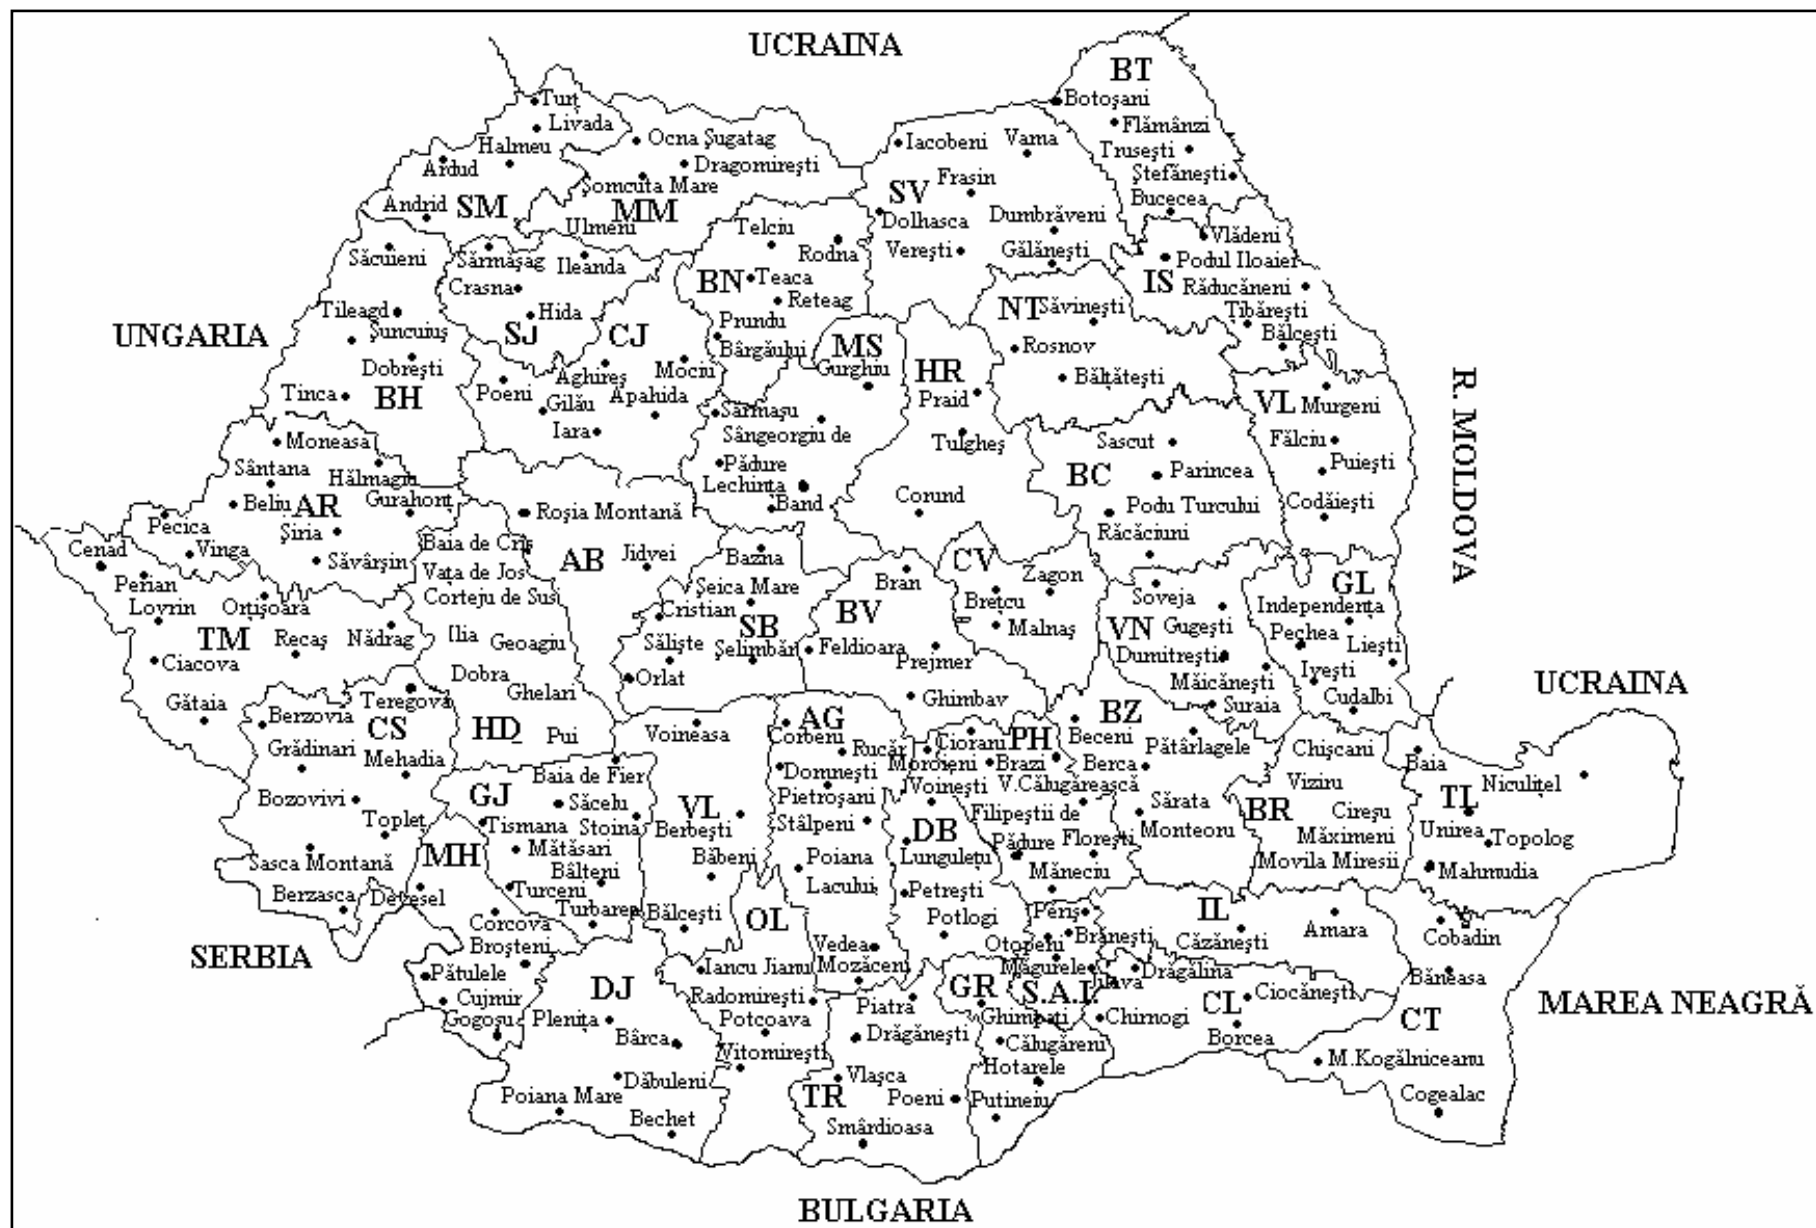 UCRAINA
BT
Botoşani
Flămânzi
Truseşti
Ştefăneşti
Bucecea
Turţ
Livada
Halmeu
Ardud
Andrid
SM
Ocna Şugatag
Dragomireşti
Şomcuta Mare
MM
Ulmeni
Iacobeni
Vama
Frasin
SV
Dolhasca
Dumbrăveni
Vereşti
Gălăneşti
Telciu
Rodna
BN
Teaca
Reteag
Prundu
Bârgăului
Vlădeni
Podul Iloaiei
IS
Răducăneni
Tibăreşti
Bălceşti
Săcuieni
Sărmăşag
Ileanda
Crasna
Hida
SJ
CJ
Tileagd
Şuncuiuş
Dobreşti
Tinca
BH
UNGARIA
NT
Săvineşti
Rosnov
Bălţăteşti
MS
Gurghiu
HR
Praid
Tulgheş
Corund
Poeni
Aghireş
Mociu
Gilău
Apahida
Iara
Sărmaşu
Sângeorgiu de
Pădure
Lechinţa
Band
VL
Murgeni
Fălciu
Puieşti
Codăieşti
R. MOLDOVA
Sascut
BC
Parincea
Podu Turcului
Răcăciuni
Moneasa
Sântana
Hălmagiu
Beliu
AR
Gurahonţ
Pecica
Şiria
Vinga
Săvârşin
Cenad
Perian
Lovrin
Orţişoara
TM
Recaş
Nădrag
Ciacova
Gătaia
Roşia Montană
AB
Jidvei
Baia de Criş
Vaţa de Jos
Corteju de Sus
Ilia
Geoagiu
Dobra
Ghelari
HD
Pui
Bazna
Şeica Mare
Cristian
SB
Sălişte
Şelimbăr
Orlat
Bran
BV
Feldioara
Prejmer
Ghimbav
CV
Zagon
Breţcu
Malnaş
Soveja
VN
Gugeşti
Dumitreşti
Măicăneşti
Suraia
GL
Independenţa
Pechea
Lieşti
Iveşti
Cudalbi
UCRAINA
Teregova
Berzovia
CS
Grădinari
Mehadia
Bozovivi
Topleţ
Sasca Montană
Berzasca
SERBIA
Voineasa
VL
Berbeşti
Băbeni
Bălceşti
Baia de Fier
GJ
Săcelu
Tismana
Stoina
Mătăsari
Bâlteni
Turceni
Turbarea
MH
Deveşel
Corcova
Broşteni
Pătulele
Cujmir
Gogoşu
AG
Corbeni
Rucăr
Domneşti
Pietroşani
Stâlpeni
Poiana
Lacului
Vedea
Mozăceni
Ciorani
PH
Moroieni
Brazi
Voineşti
V.Călugărească
Filipeştii de
Pădure
Floreşti
Măneciu
DB
Lunguleţu
Petreşti
Potlogi
BZ
Beceni
Pătârlagele
Berca
Sărata
Monteoru
Chişcani
Viziru
BR
Cireşu
Măximeni
Movila Miresii
Baia
Niculiţel
TL
Unirea
Topolog
Mahmudia
OL
Iancu Jianu
Radomireşti
Potcoava
Vitomireşti
DJ
Pleniţa
Bârca
Dăbuleni
Poiana Mare
Bechet
Periş
Brăneşti
Otopeni
Măgurele
Jilava
S.A.I.
IL
Căzăneşti
Amara
Drăgălina
Ciocăneşti
CL
Chirnogi
Borcea
Cobadin
Băneasa
CT
M.Kogălniceanu
Cogealac
MAREA NEAGRĂ
Piatra
Drăgăneşti
Vlaşca
TR
Poeni
Smârdioasa
GR
Ghimpaţi
Călugăreni
Hotarele
Putineiu
BULGARIA